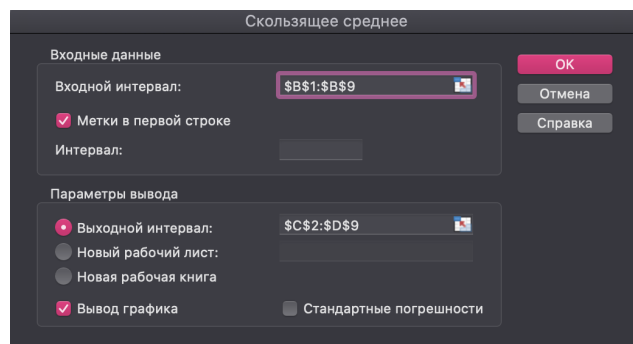 Скользящее среднее
Входные данные
Входной интервал: $B$1:$B$9
Метки в первой строке
Интервал:
OK
Отмена
Справка
Параметры вывода
Выходной интервал: $C$2:$D$9
Новый рабочий лист:
Новая рабочая книга
Вывод графика Стандартные погрешности